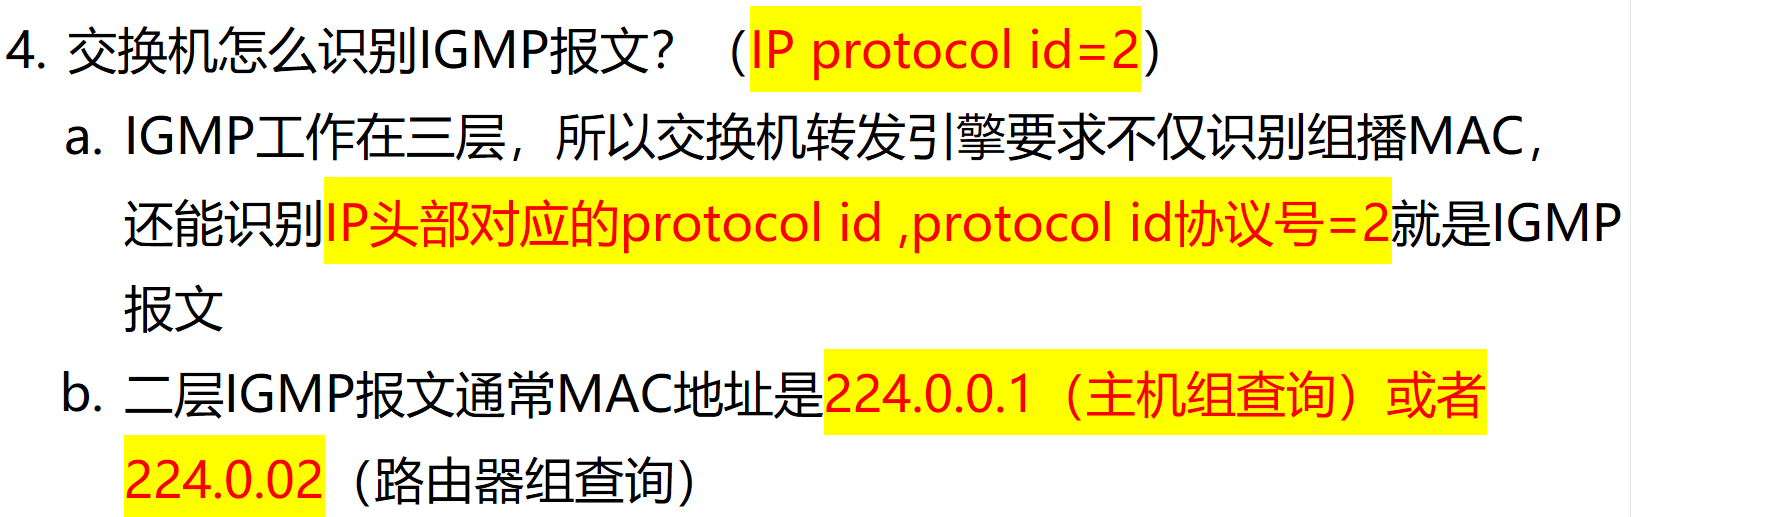 4. 交换机怎么识别IGMP报文？（IP protocol id=2）
a. IGMP工作在三层，所以交换机转发引擎要求不仅识别组播MAC，
还能识别IP头部对应的protocol id ,protocol id协议号=2就是IGMP
报文
b. 二层IGMP报文通常MAC地址是224.0.0.1（主机组查询）或者
224.0.02（路由器组查询）